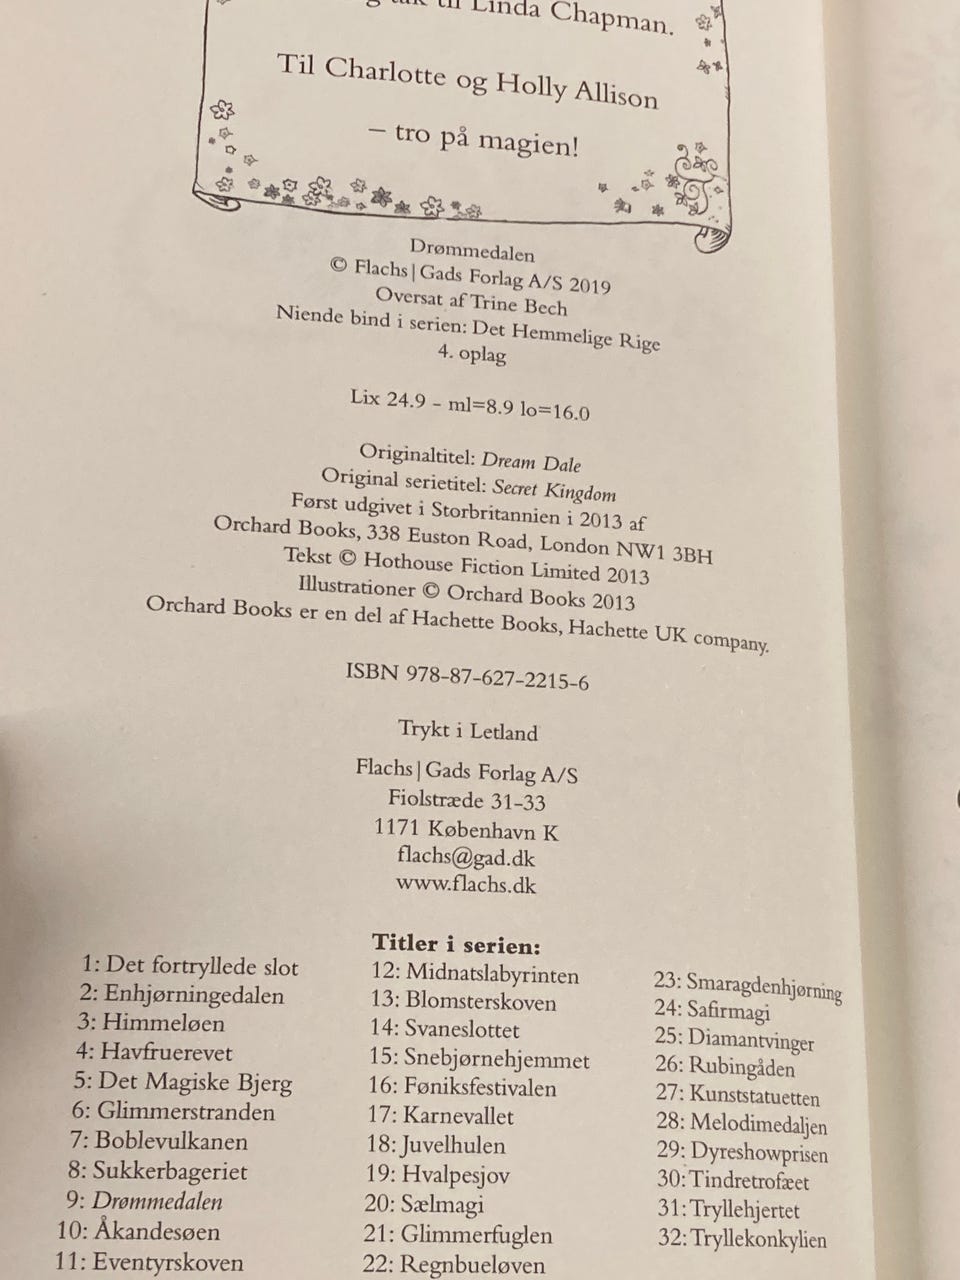 tak til Linda Chapman.
Til Charlotte og Holly Allison
– tro på magien!
Drømmedalen
© Flachs|Gads Forlag A/S 2019
Oversat af Trine Bech
Niende bind i serien: Det Hemmelige Rige
4. oplag
Lix 24.9 – ml=8.9 lo=16.0
Originaltitel: Dream Dale
Original serietitel: Secret Kingdom
Først udgivet i Storbritannien i 2013 af
Orchard Books, 338 Euston Road, London NW1 3BH
Tekst © Hothouse Fiction Limited 2013
Illustrationer © Orchard Books 2013
Orchard Books er en del af Hachette Books, Hachette UK company.
ISBN 978-87-627-2215-6
Trykt i Letland
Flachs|Gads Forlag A/S
Fiolstræde 31-33
1171 København K
flachs@gad.dk
www.flachs.dk
Titler i serien:
1: Det fortryllede slot
2: Enhjørningedalen
3: Himmeløen
4: Havfruerevet
5: Det Magiske Bjerg
6: Glimmerstranden
7: Boblevulkanen
8: Sukkerbageriet
9: Drømmedalen
10: Åkandesøen
11: Eventyrskoven
12: Midnatslabyrinten
13: Blomsterskoven
14: Svaneslottet
15: Snebjørnehjemmet
16: Føniksfestivalen
17: Karnevallet
18: Juvelhulen
19: Hvalpesjov
20: Sælmagi
21: Glimmerfuglen
22: Regnbueløven
23: Smaragdenhjørning
24: Safirmagi
25: Diamantvinger
26: Rubingåden
27: Kunststatuetten
28: Melodimedaljen
29: Dyreshowprisen
30: Tindretrofæet
31: Tryllehjertet
32: Tryllekonkylien